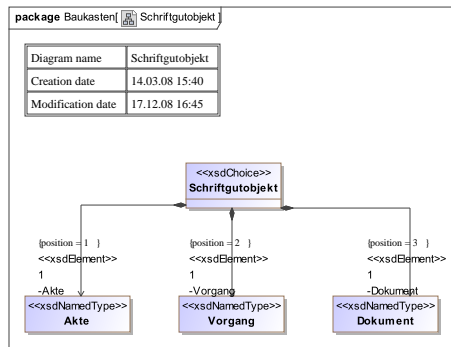 package Baukasten[ Schriftgutobjekt ]
Diagram name Schriftgutobjekt
Creation date 14.03.08 15:40
Modification date 17.12.08 16:45
<<xsdChoice>>
Schriftgutobjekt
{position = 1 } {position = 2 } {position = 3 }
<<xsdElement>> <<xsdElement>> <<xsdElement>>
1 1 1
-Akte -Vorgang -Dokument
<<xsdNamedType>> <<xsdNamedType>> <<xsdNamedType>>
Akte Vorgang Dokument